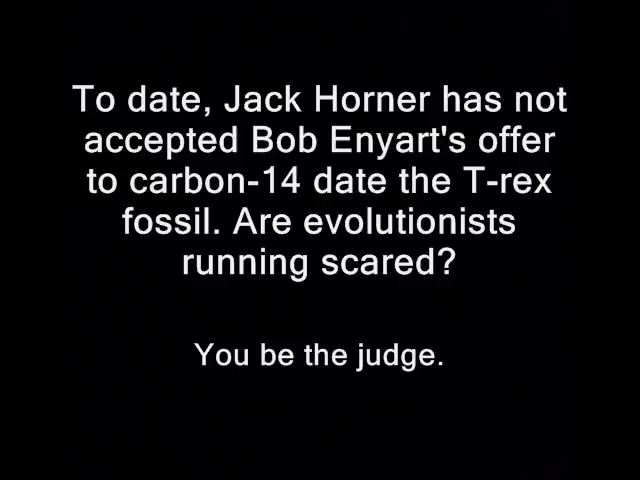 To date, Jack Horner has not
accepted Bob Enyart's offer
to carbon-14 date the T-rex
fossil. Are evolutionists
running scared?
You be the judge.